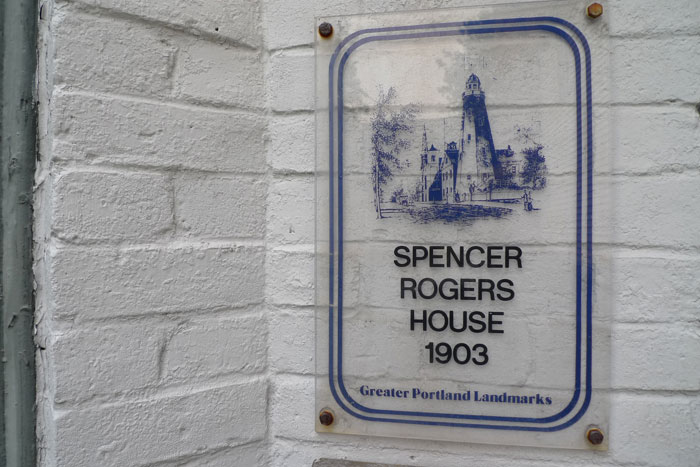 SPENCER
ROGERS
HOUSE
1903
Greater Portland Landmarks